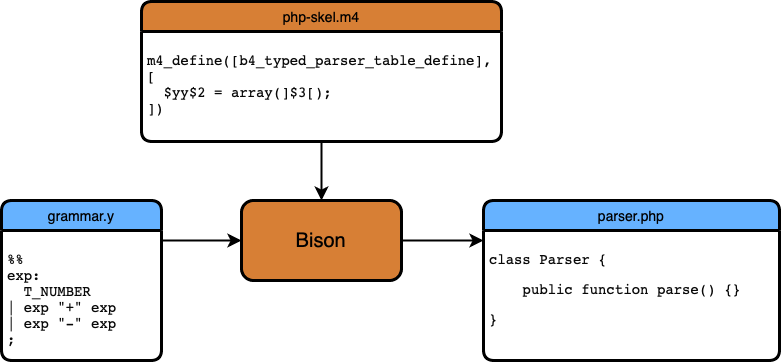 php-skel.m4
m4_define([b4_typed_parser_table_define],
[
  $yy$2 = array(]$3[);
])
grammar.y
%%
exp:
  T_NUMBER
| exp "+" exp
| exp "-" exp
;
Bison
parser.php
class Parser {
    public function parse() {}
}